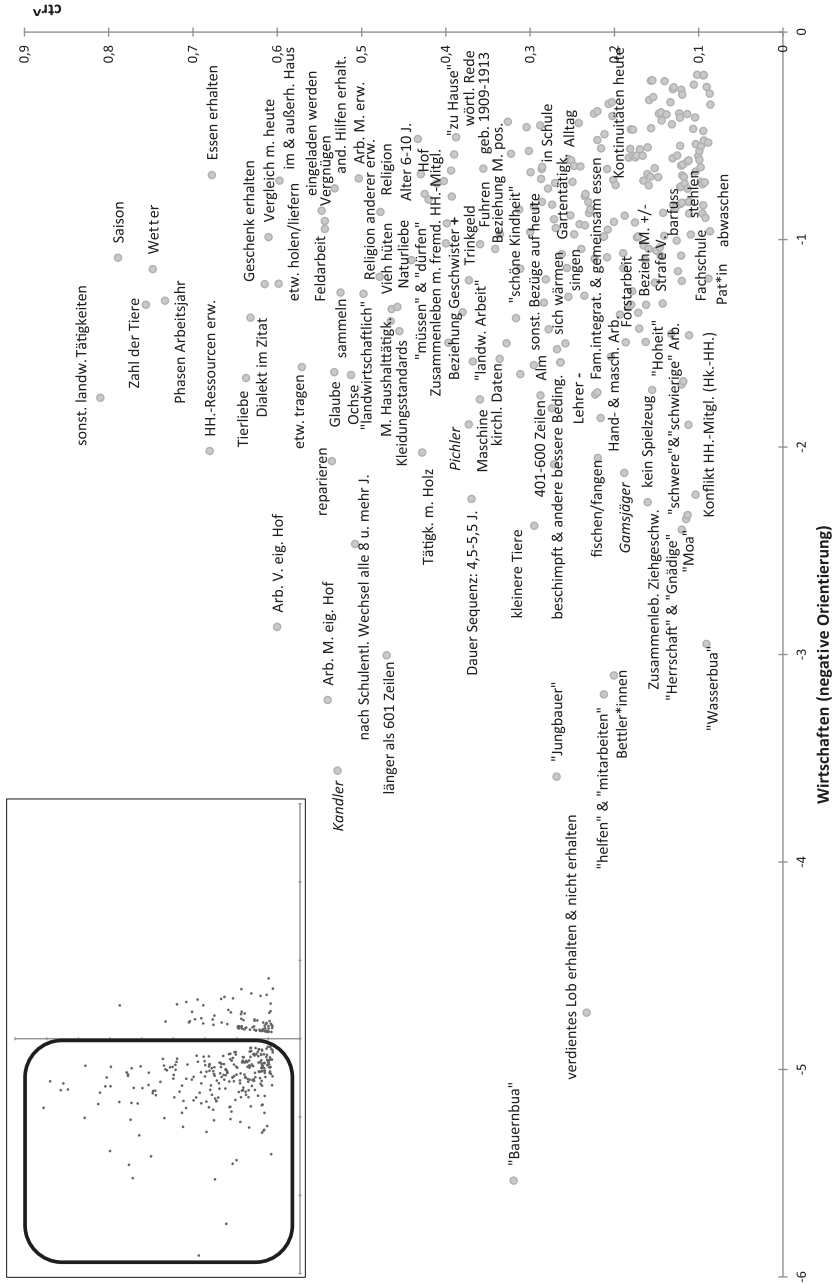 ctr^
0,9
0,8
0,7
0,6
0,5
0,4
0,3
0,2
0,1
0
0
-1
-2
-3
-4
-5
-6
Wirtschaften (negative Orientierung)
sonst. landw. Tätigkeiten
Saison
Zahl der Tiere
Wetter
Phasen Arbeitsjahr
HH.-Ressourcen erw.
Essen erhalten
Tierliebe
Geschenk erhalten
Dialekt im Zitat
Vergleich m. heute
im & außerh. Haus
etw. holen/liefern
etw. tragen
Arb. V. eig. Hof
eingeladen werden
Vergnügen
Feldarbeit
and. Hilfen erhalt.
Glaube
sammeln
reparieren
Arb. M. eig. Hof
Kandler
Arb. M. erw.
Ochse
"landwirtschaftlich"
nach Schulentl. Wechsel alle 8 u. mehr J.
Religion anderer erw.
Religion
Vieh hüten
M. Haushalttätigk.
länger als 601 Zeilen
Alter 6-10 J.
Naturliebe
Kleidungsstandards
Hof
"müssen" & "dürfen"
Zusammenleben m. fremd. HH.-Mitgl.
Tätigk. m. Holz
"zu Hause"
Beziehung Geschwister +
Pichler
wörtl. Rede
Trinkgeld
Dauer Sequenz: 4,5-5,5 J.
geb. 1909-1913
Fuhren
"landw. Arbeit"
Maschine
Beziehung M. pos.
kirchl. Daten
"schöne Kindheit"
kleinere Tiere
"Bauernbua"
sonst. Bezüge auf heute
Alm
401-600 Zeilen
in Schule
Gartentätigk.
sich wärmen
beschimpft & andere bessere Beding.
"Jungbauer"
Alltag
singen
Lehrer -
verdientes Lob erhalten & nicht erhalten
Fam.integrat. & gemeinsam essen
fischen/fangen
"helfen" & "mitarbeiten"
Kontinuitäten heute
Hand- & masch. Arb.
Forstarbeit
Gamsjäger
Bettler*innen
Bezieh. M. +/-
kein Spielzeug
Strafe V.
"Hoheit"
Zusammenleb. Ziehgeschw.
barfuss
"schwere"&"schwierige" Arb.
"Herrschaft" & "Gnädige"
"Moa"
stehlen
Fachschule
Konflikt HH.-Mitgl. (Hk.-HH.)
"Wasserbua"
abwaschen
Pat*in